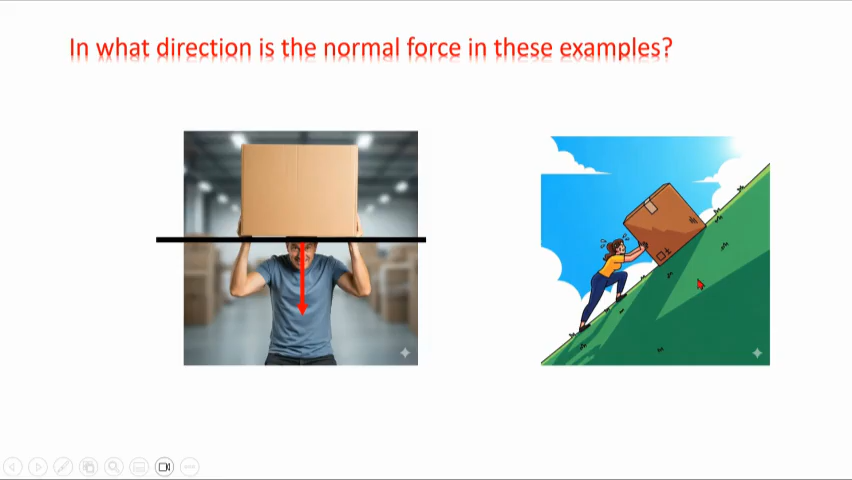 In what direction is the normal force in these examples?